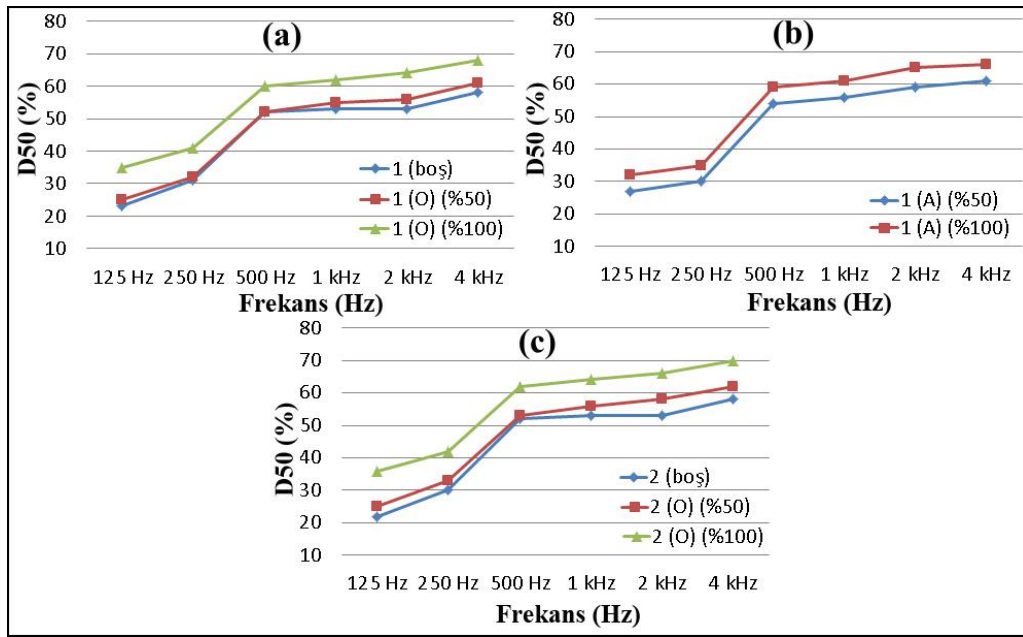 (a)
D50 (%)
80
70
60
50
40
30
20
10
1 (boş)
1 (O) (%50)
1 (O) (%100)
125 Hz 250 Hz 500 Hz 1 kHz 2 kHz 4 kHz
Frekans (Hz)
(b)
D50 (%)
80
70
60
50
40
30
20
10
1 (A) (%50)
1 (A) (%100)
125 Hz 250 Hz 500 Hz 1 kHz 2 kHz 4 kHz
Frekans (Hz)
(c)
D50 (%)
80
70
60
50
40
30
20
10
2 (boş)
2 (O) (%50)
2 (O) (%100)
125 Hz 250 Hz 500 Hz 1 kHz 2 kHz 4 kHz
Frekans (Hz)